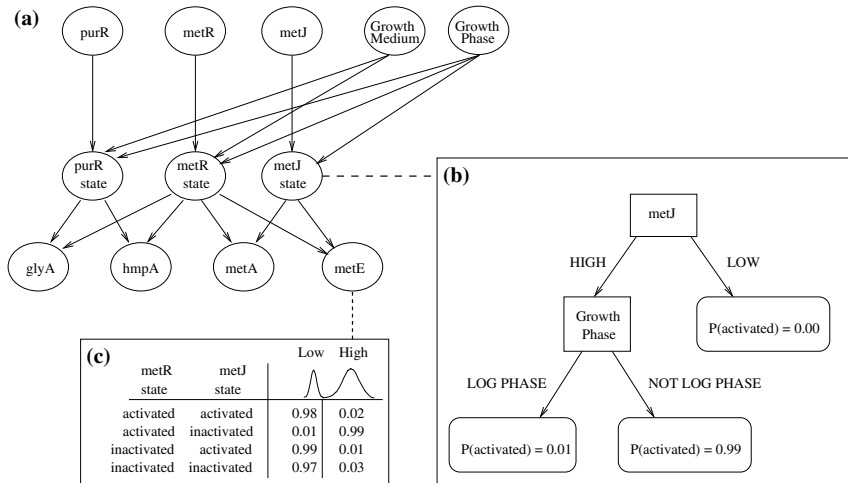 (a)
purR
metR
metJ
Growth
Medium
Growth
Phase
purR
state
metR
state
metJ
state
glyA
hmpA
metA
metE
(b)
metJ
HIGH
LOW
Growth
Phase
P(activated) = 0.00
LOG PHASE
NOT LOG PHASE
P(activated) = 0.01
P(activated) = 0.99
(c)
Low High
metR metJ
state state
activated activated 0.98 0.02
activated inactivated 0.01 0.99
inactivated activated 0.99 0.01
inactivated inactivated 0.97 0.03